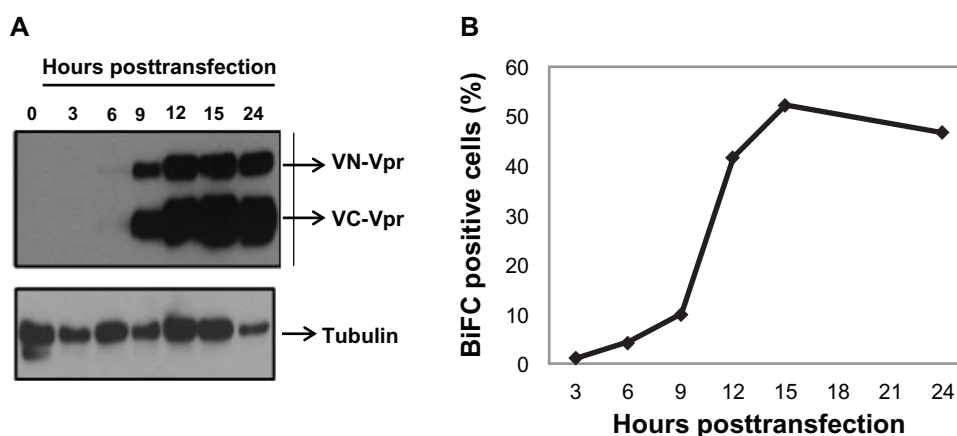 A
Hours posttransfection
0 3 6 9 12 15 24
VN-Vpr
VC-Vpr
Tubulin
B
BiFC positive cells (%)
60
50
40
30
20
10
0
3 6 9 12 15 18 21 24
Hours posttransfection